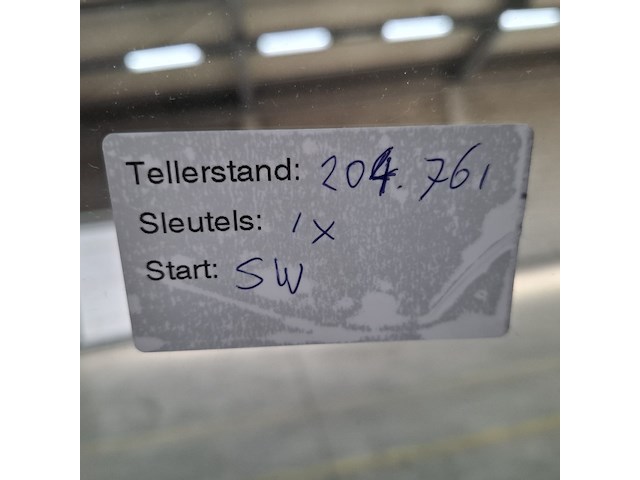 Tellerstand: 204.761
Sleutels: 1x
Start: SW